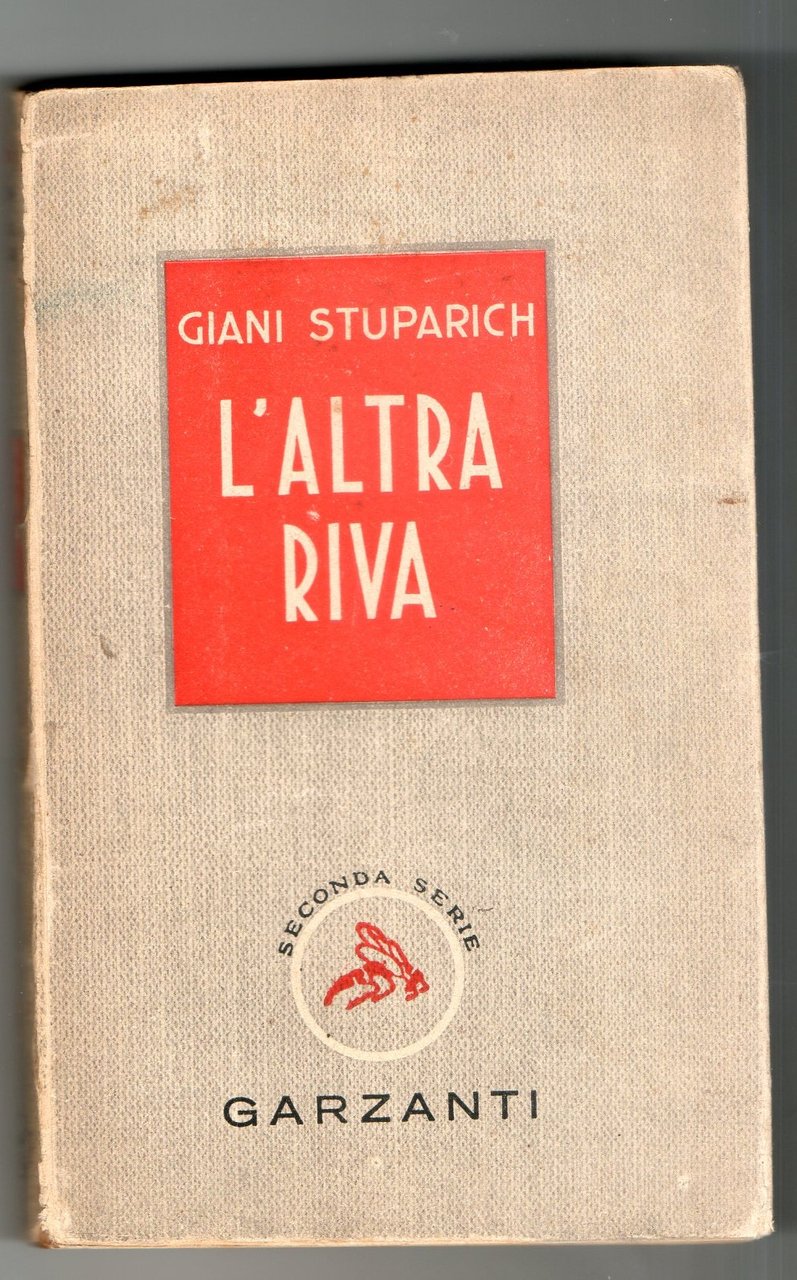 GIANI STUPARICH
L'ALTRA
RIVA
SECONDA SERIE
GARZANTI